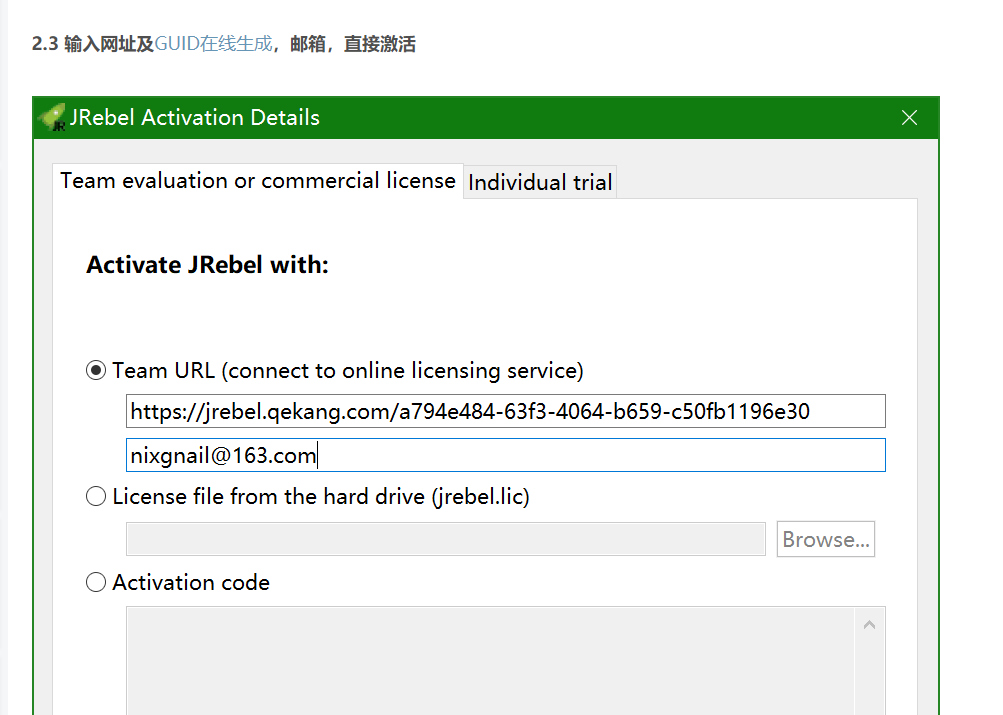 2.3 输入网址及GUID在线生成，邮箱，直接激活
JRebel Activation Details
Team evaluation or commercial license
Individual trial
Activate JRebel with:
Team URL (connect to online licensing service)
https://jrebel.qekang.com/a794e484-63f3-4064-b659-c50fb1196e30
nixgnail@163.com
License file from the hard drive (jrebel.lic)
Browse...
Activation code